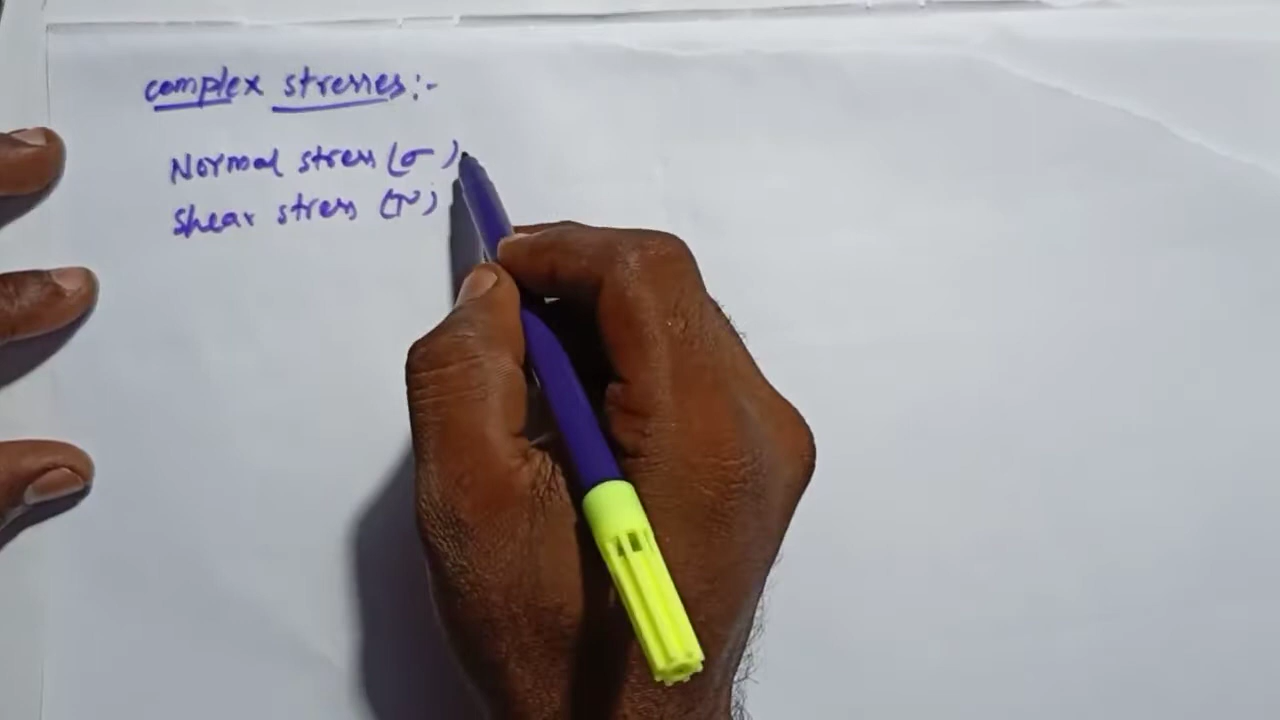 complex stresses:-
Normal stress (σ)
Shear stress (τ)